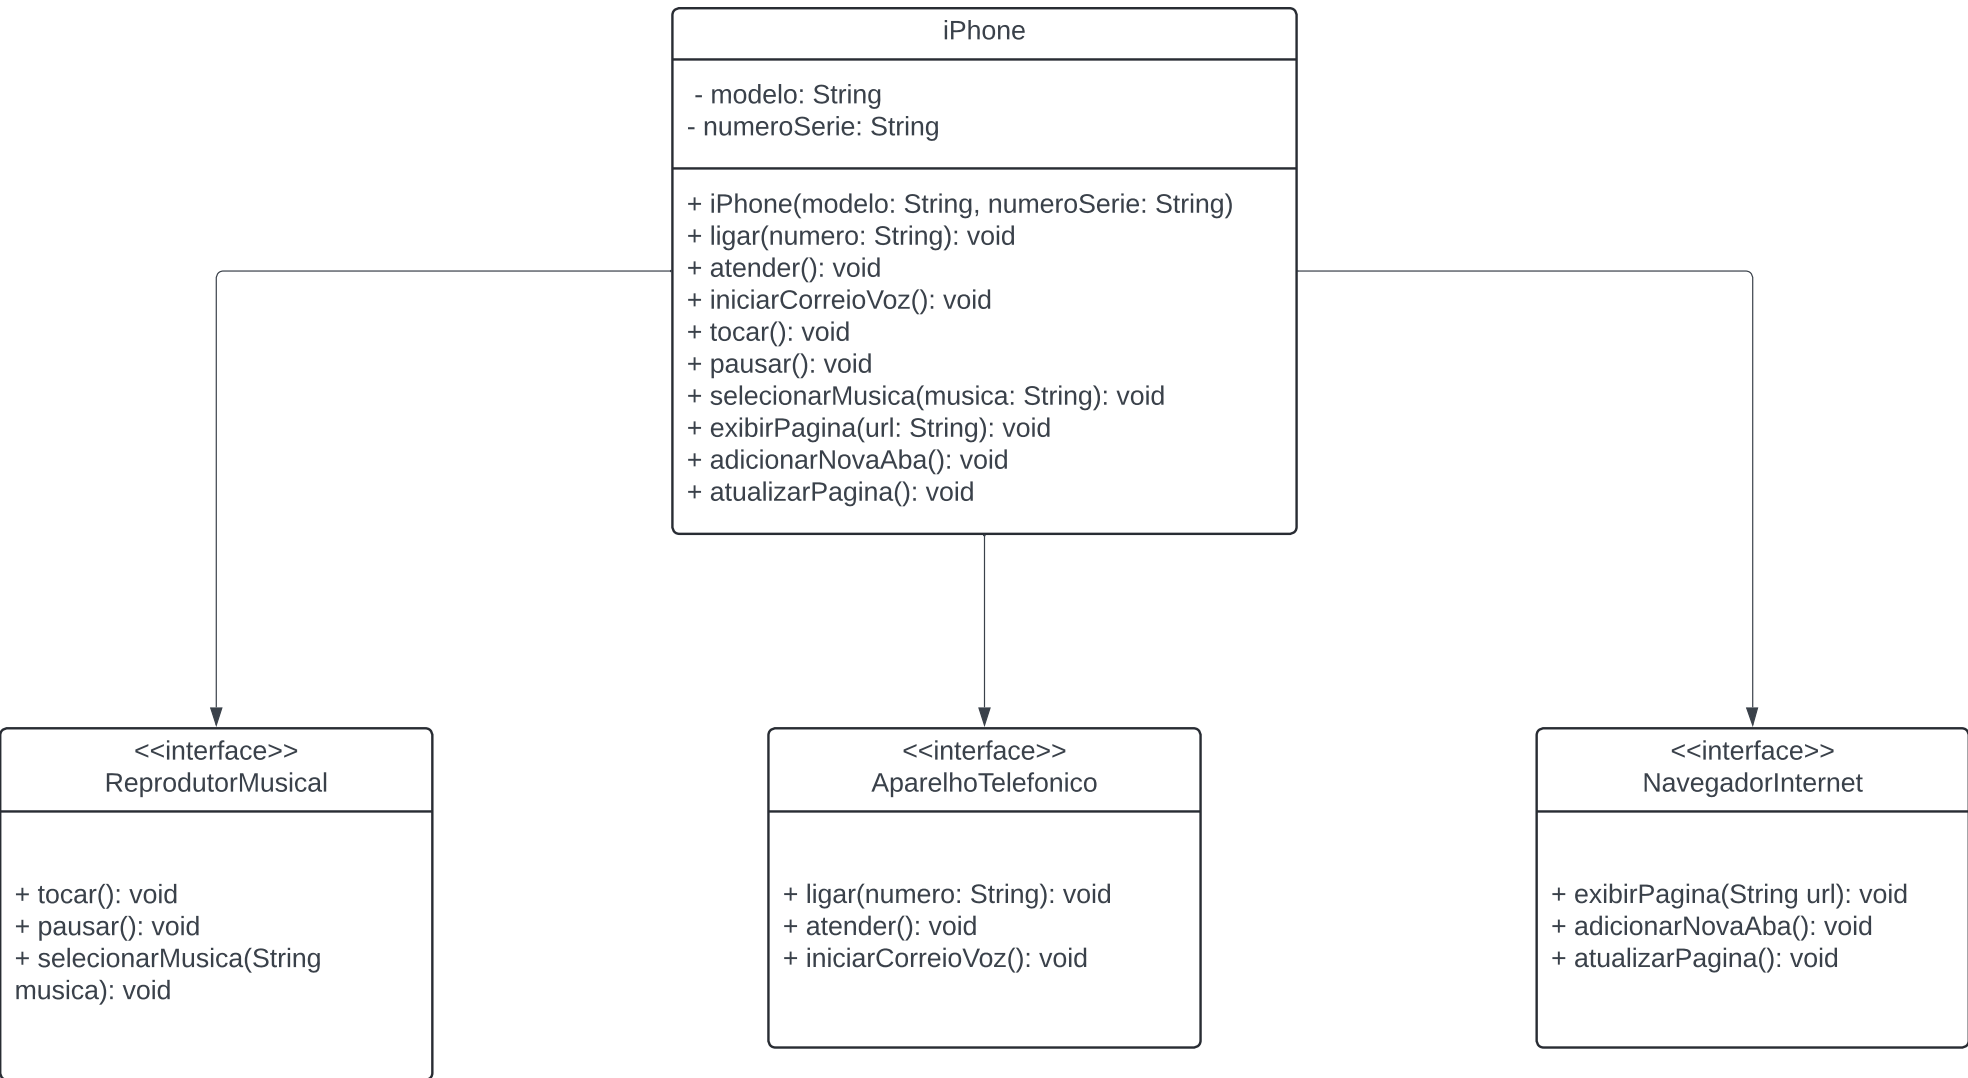 iPhone
- modelo: String
- numeroSerie: String
+ iPhone(modelo: String, numeroSerie: String)
+ ligar(numero: String): void
+ atender(): void
+ iniciarCorreioVoz(): void
+ tocar(): void
+ pausar(): void
+ selecionarMusica(musica: String): void
+ exibirPagina(url: String): void
+ adicionarNovaAba(): void
+ atualizarPagina(): void
<<interface>>
ReprodutorMusical
+ tocar(): void
+ pausar(): void
+ selecionarMusica(String
musica): void
<<interface>>
AparelhoTelefonico
+ ligar(numero: String): void
+ atender(): void
+ iniciarCorreioVoz(): void
<<interface>>
NavegadorInternet
+ exibirPagina(String url): void
+ adicionarNovaAba(): void
+ atualizarPagina(): void